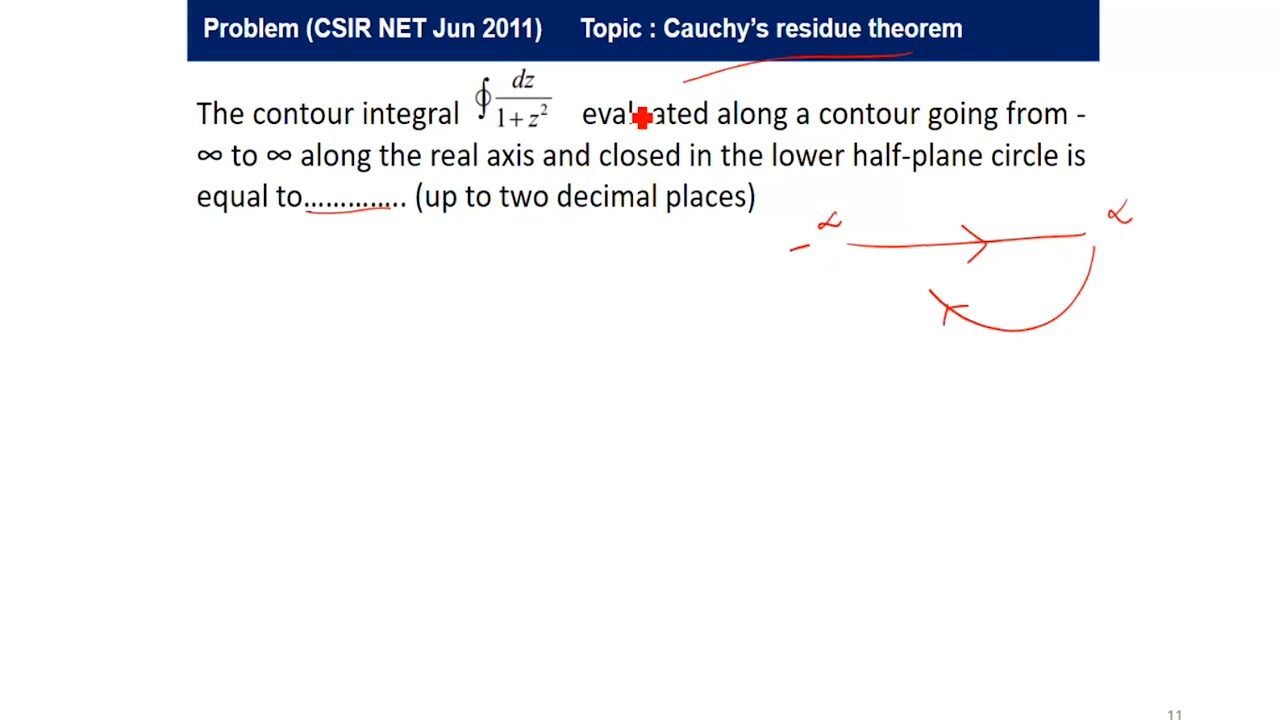 Problem (CSIR NET Jun 2011) Topic : Cauchy's residue theorem
The contour integral ∮ dz/(1+z²) evaluated along a contour going from -
∞ to ∞ along the real axis and closed in the lower half-plane circle is
equal to………….. (up to two decimal places)
-∝ ∝
11